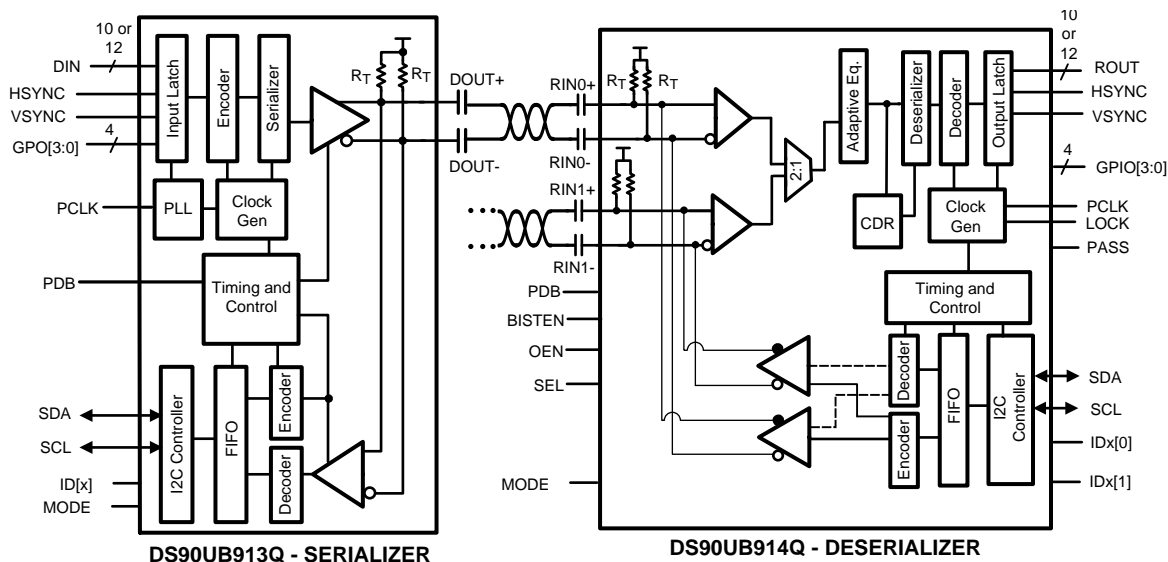 10 or
12
DIN
HSYNC
VSYNC
4
GPO[3:0]
PCLK
PDB
SDA
SCL
ID[x]
MODE
Input Latch
Encoder
Serializer
PLL
Clock
Gen
Timing and
Control
I2C Controller
FIFO
Encoder
Decoder
RT
RT
DOUT+
DOUT-
RIN0+
RIN0-
RIN1+
RIN1-
RT
RT
2:1
Adaptive Eq.
Deserializer
Decoder
Output Latch
CDR
Clock
Gen
Timing and
Control
Decoder
Encoder
FIFO
I2C
Controller
PDB
BISTEN
OEN
SEL
MODE
10
or
12
ROUT
HSYNC
VSYNC
4
GPIO[3:0]
PCLK
LOCK
PASS
SDA
SCL
IDx[0]
IDx[1]
DS90UB913Q - SERIALIZER
DS90UB914Q - DESERIALIZER